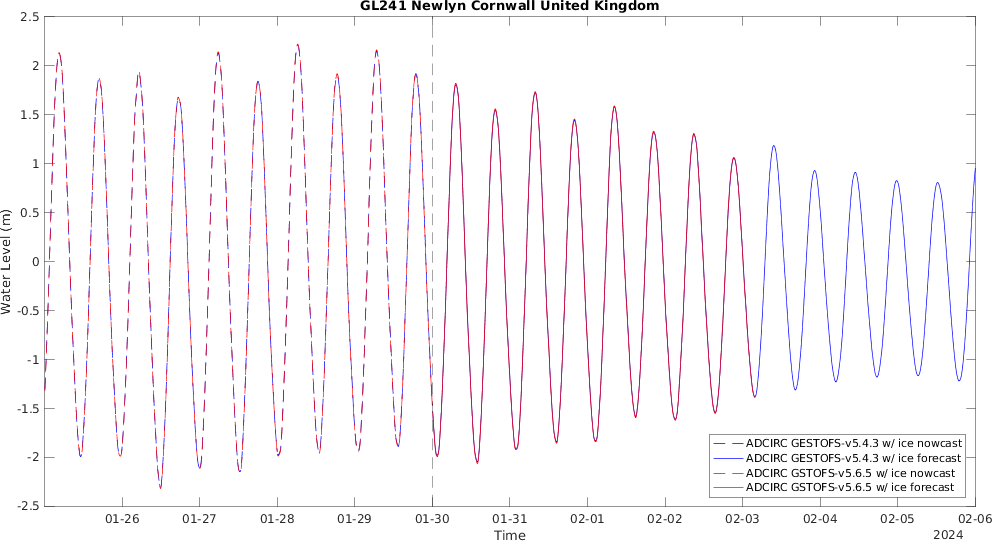 GL241 Newlyn Cornwall United Kingdom
2.5
2
1.5
1
0.5
0
-0.5
-1
-1.5
-2
-2.5
Water Level (m)
ADCIRC GESTOFS-v5.4.3 w/ ice nowcast
ADCIRC GESTOFS-v5.4.3 w/ ice forecast
ADCIRC GSTOFS-v5.6.5 w/ ice nowcast
ADCIRC GSTOFS-v5.6.5 w/ ice forecast
01-26 01-27 01-28 01-29 01-30 01-31 02-01 02-02 02-03 02-04 02-05 02-06
Time
2024